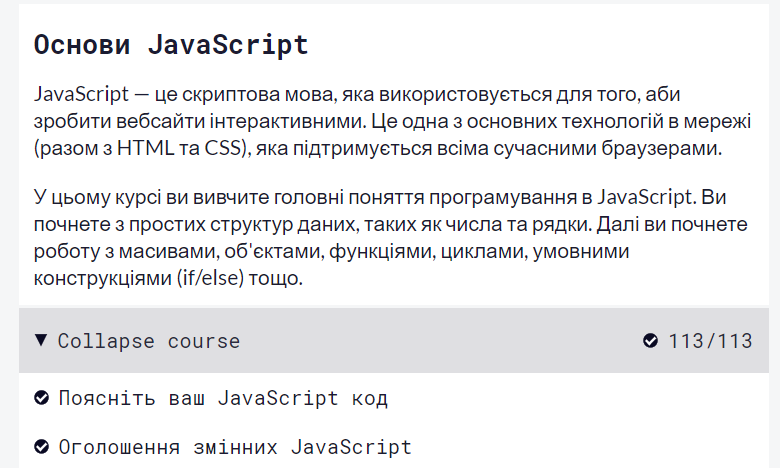 Основи JavaScript
JavaScript — це скриптова мова, яка використовується для того, аби
зробити вебсайти інтерактивними. Це одна з основних технологій в мережі
(разом з HTML та CSS), яка підтримується всіма сучасними браузерами.
У цьому курсі ви вивчите головні поняття програмування в JavaScript. Ви
почнете з простих структур даних, таких як числа та рядки. Далі ви почнете
роботу з масивами, об'єктами, функціями, циклами, умовними
конструкціями (if/else) тощо.
Collapse course 113/113
Поясніть ваш JavaScript код
Оголошення змінних JavaScript